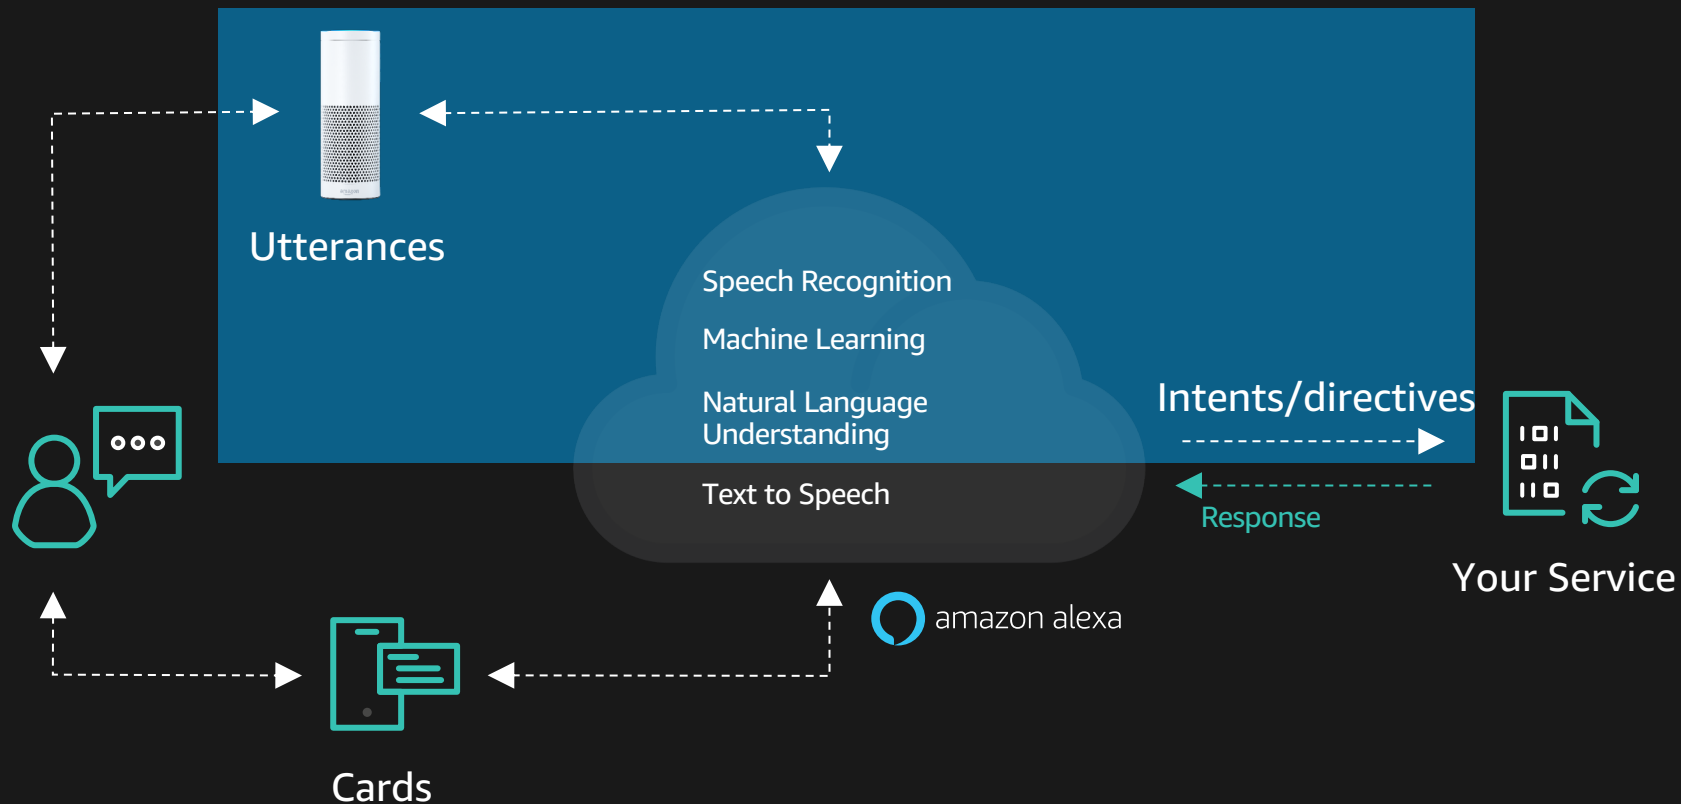 Utterances
Speech Recognition
Machine Learning
Natural Language
Understanding
Text to Speech
Intents/directives
Response
Your Service
amazon alexa
Cards